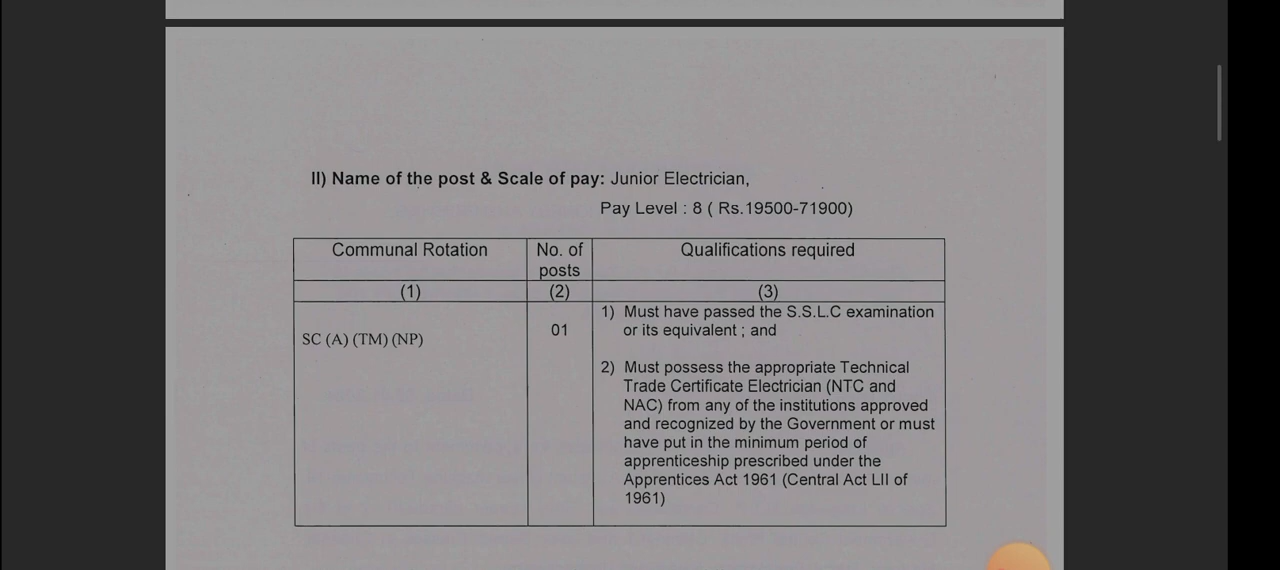 II) Name of the post & Scale of pay: Junior Electrician,
Pay Level : 8 ( Rs.19500-71900)
Communal Rotation
No. of
posts
Qualifications required
(1)
(2)
(3)
SC (A) (TM) (NP)
01
1) Must have passed the S.S.L.C examination
or its equivalent ; and
2) Must possess the appropriate Technical
Trade Certificate Electrician (NTC and
NAC) from any of the institutions approved
and recognized by the Government or must
have put in the minimum period of
apprenticeship prescribed under the
Apprentices Act 1961 (Central Act LII of
1961)